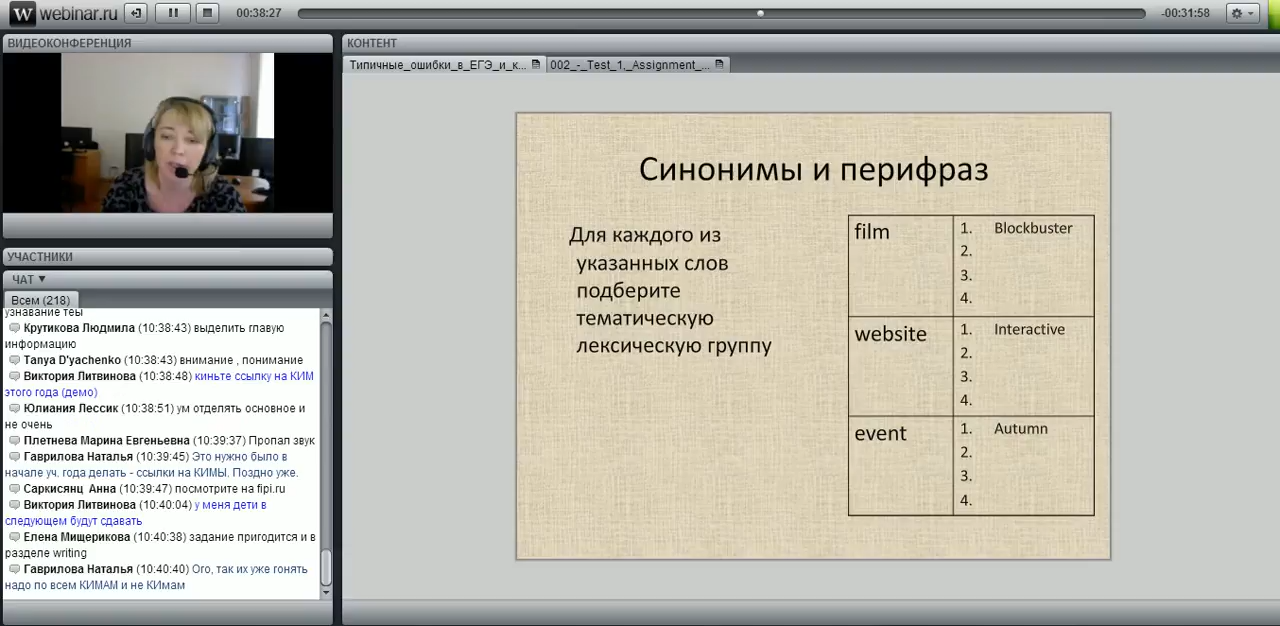 W webinar.ru
00:38:27
-00:31:58
ВИДЕОКОНФЕРЕНЦИЯ
УЧАСТНИКИ
ЧАТ
Всем (218)
узнавание теы
Крутикова Людмила (10:38:43) выделить главую
информацию
Tanya D'yachenko (10:38:43) внимание , понимание
Виктория Литвинова (10:38:48) киньте ссылку на КИМ
этого года (демо)
Юлиания Лессик (10:38:51) ум отделять основное и
не очень
Плетнева Марина Евгеньевна (10:39:37) Пропал звук
Гаврилова Наталья (10:39:45) Это нужно было в
начале уч. года делать - ссылки на КИМЫ. Поздно уже.
Саркисянц Анна (10:39:47) посмотрите на fipi.ru
Виктория Литвинова (10:40:04) у меня дети в
следующем будут сдавать
Елена Мищерикова (10:40:38) задание пригодится и в
разделе writing
Гаврилова Наталья (10:40:40) Ого, так их уже гонять
надо по всем КИМАМ и не КИмам
КОНТЕНТ
Типичные_ошибки_в_ЕГЭ_и_к... 002_-_Test_1,_Assignment_...
Синонимы и перифраз
Для каждого из
указанных слов
подберите
тематическую
лексическую группу
film
1. Blockbuster
2.
3.
4.
website
1. Interactive
2.
3.
4.
event
1. Autumn
2.
3.
4.